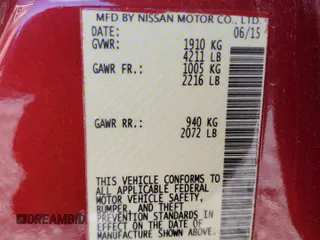 MFD BY NISSAN MOTOR CO., LTD.
DATE: 06/15
GVWR: 1910 KG
4211 LB
GAWR FR: 1005 KG
2216 LB
GAWR RR: 940 KG
2072 LB
THIS VEHICLE CONFORMS TO
ALL APPLICABLE FEDERAL
MOTOR VEHICLE SAFETY,
BUMPER, AND THEFT
PREVENTION STANDARDS IN
EFFECT ON THE DATE OF
MANUFACTURE SHOWN ABOVE.
DREAMBID